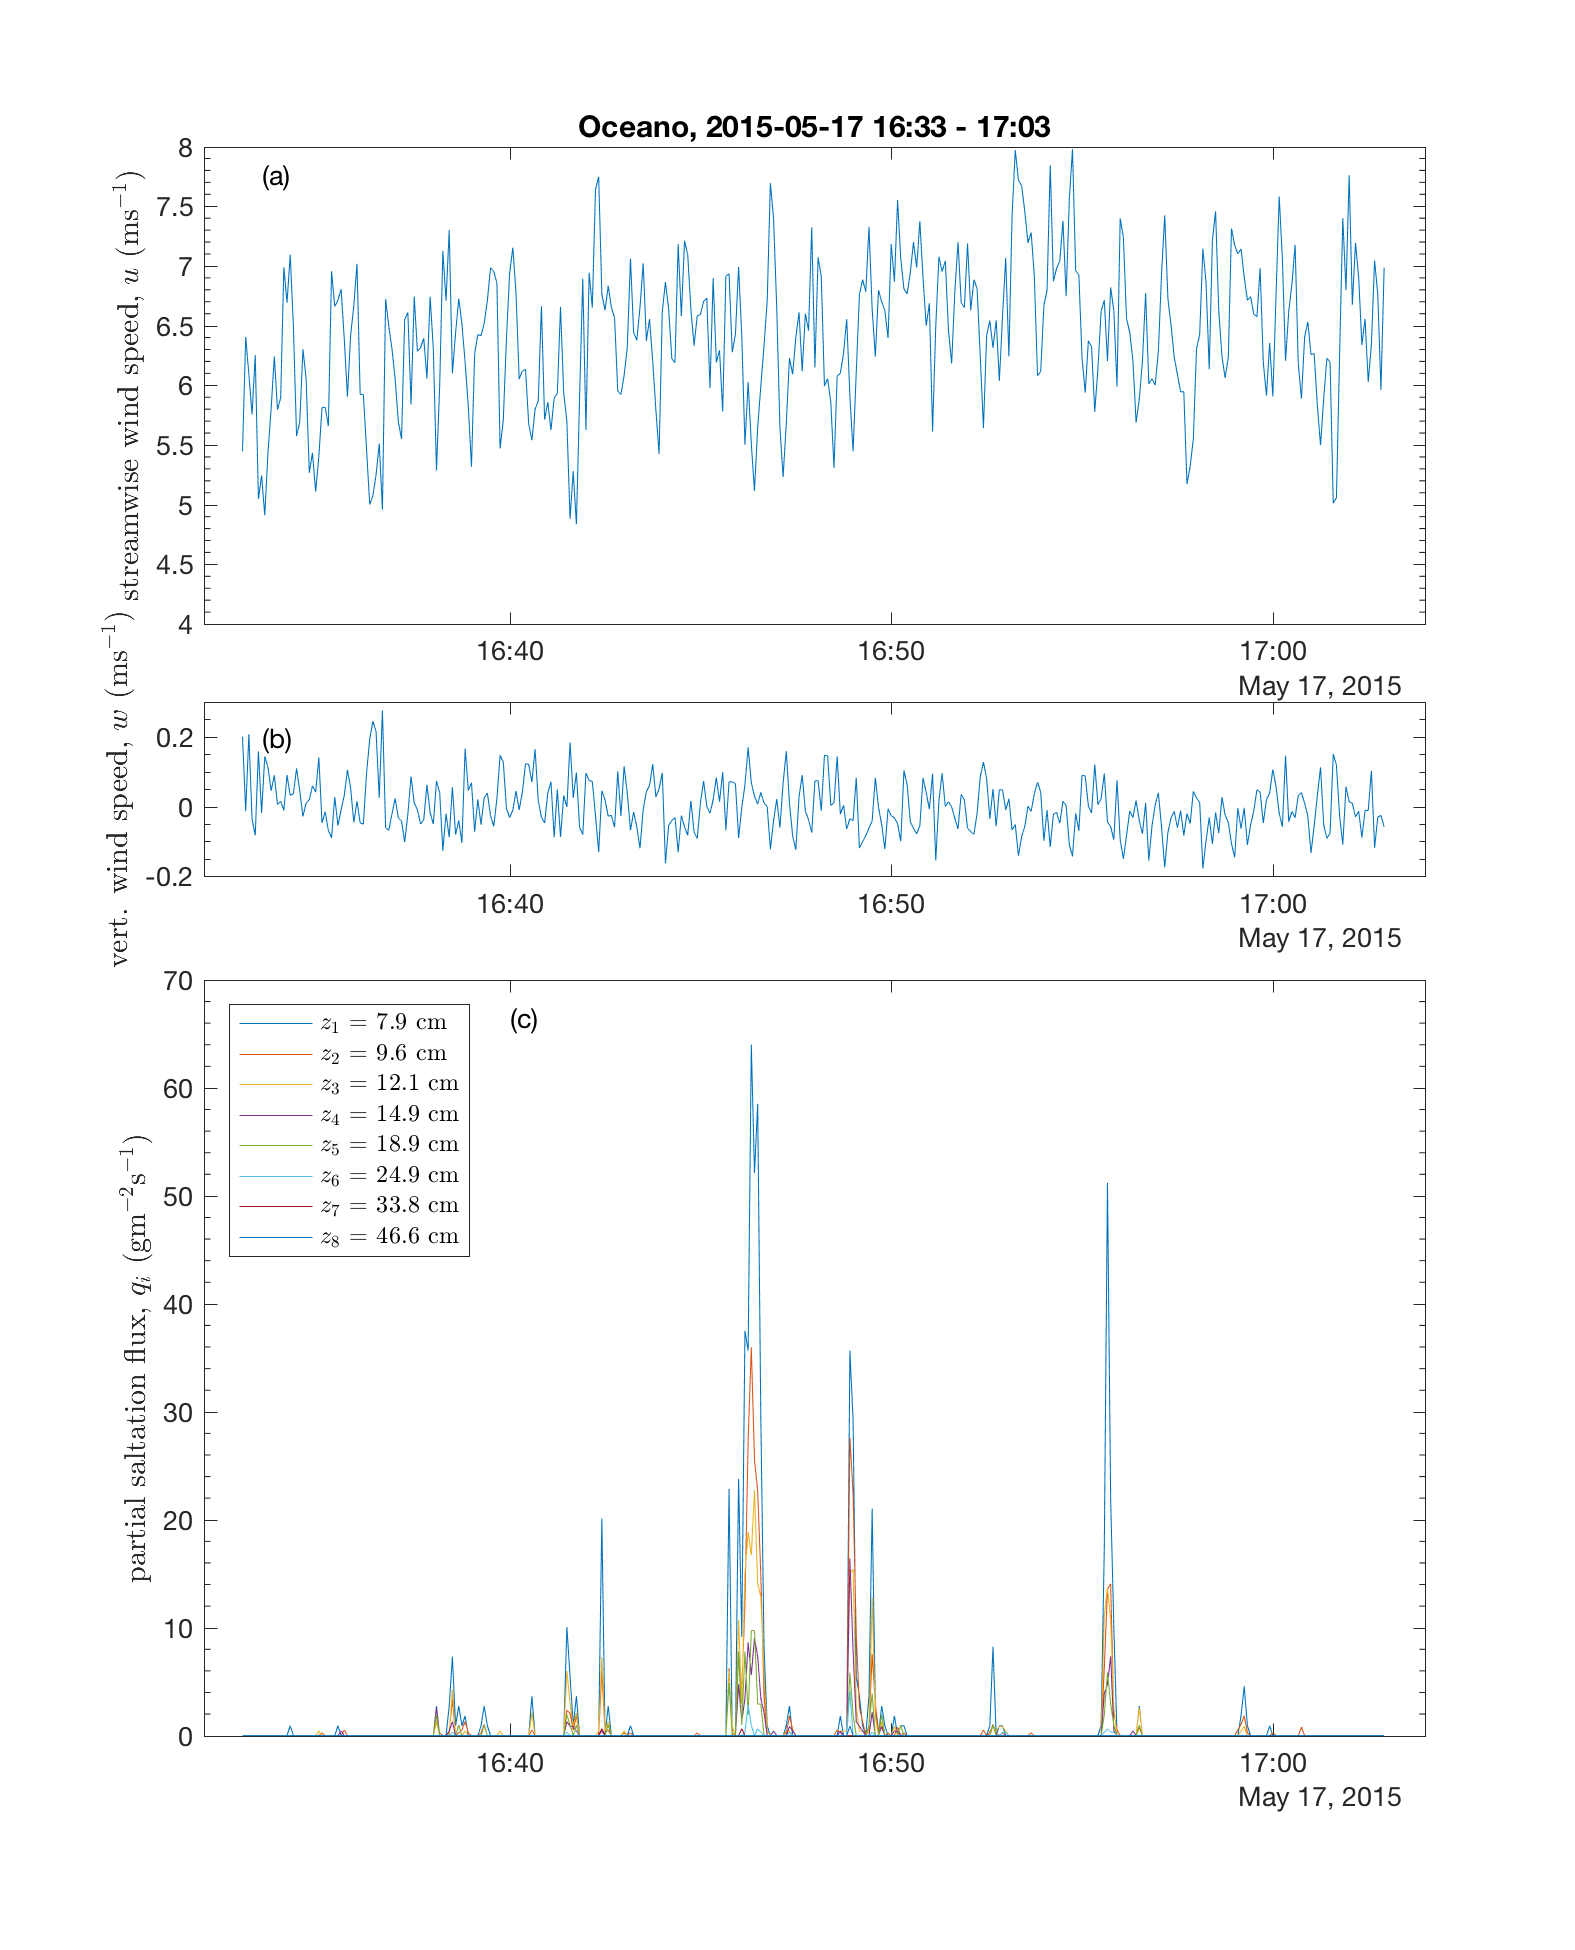 Oceano, 2015-05-17 16:33 - 17:03
(a)
streamwise wind speed, u (ms⁻¹)
8
7.5
7
6.5
6
5.5
5
4.5
4
16:40 16:50 17:00
May 17, 2015
(b)
vert. wind speed, w (ms⁻¹)
0.2
0
-0.2
16:40 16:50 17:00
May 17, 2015
(c)
partial saltation flux, qᵢ (gm⁻²s⁻¹)
70
60
50
40
30
20
10
0
z₁ = 7.9 cm
z₂ = 9.6 cm
z₃ = 12.1 cm
z₄ = 14.9 cm
z₅ = 18.9 cm
z₆ = 24.9 cm
z₇ = 33.8 cm
z₈ = 46.6 cm
16:40 16:50 17:00
May 17, 2015